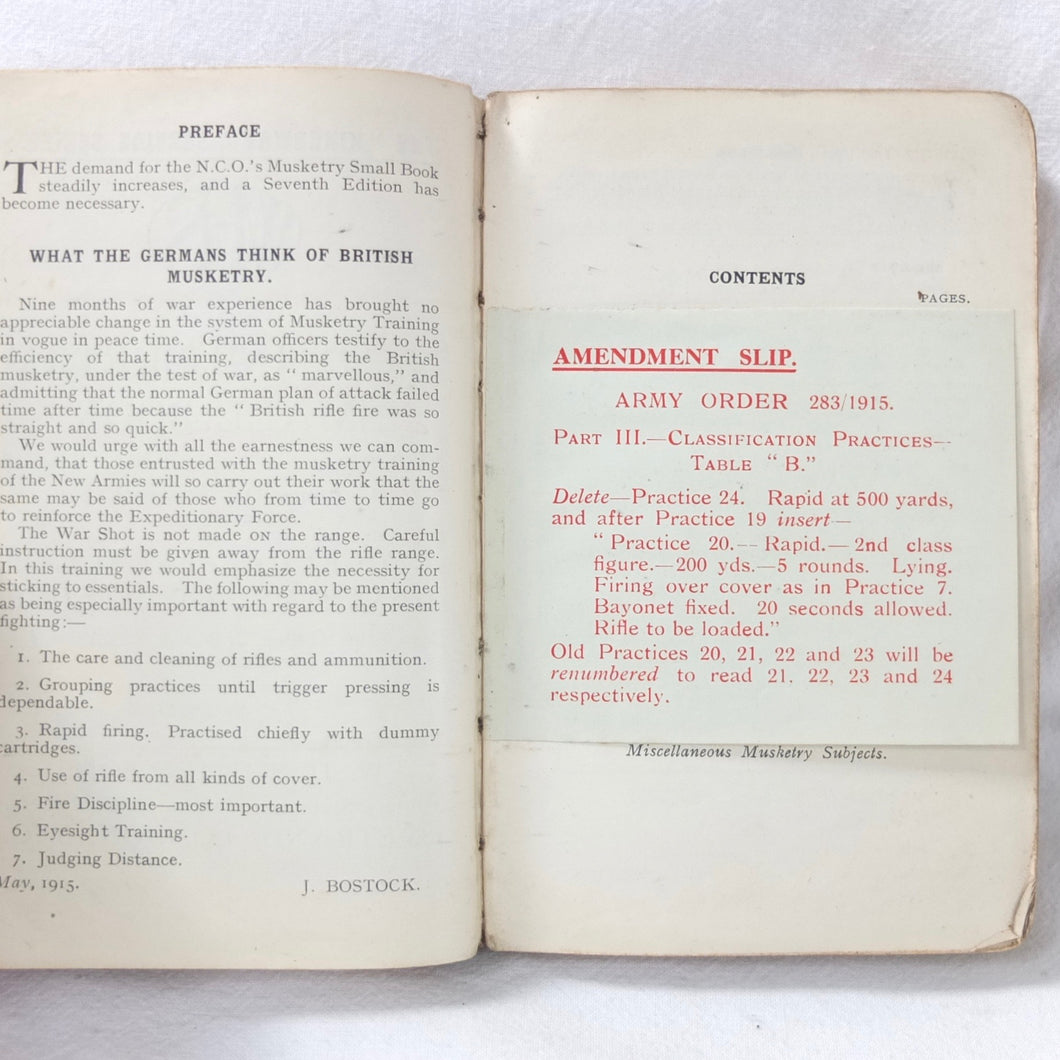 PREFACE
THE demand for the N.C.O.'s Musketry Small Book
steadily increases, and a Seventh Edition has
become necessary.
WHAT THE GERMANS THINK OF BRITISH
MUSKETRY.
Nine months of war experience has brought no
appreciable change in the system of Musketry Training
in vogue in peace time. German officers testify to the
efficiency of that training, describing the British
musketry, under the test of war, as "marvellous," and
admitting that the normal German plan of attack failed
time after time because the "British rifle fire was so
straight and so quick."
We would urge with all the earnestness we can com-
mand, that those entrusted with the musketry training
of the New Armies will so carry out their work that the
same may be said of those who from time to time go
to reinforce the Expeditionary Force.
The War Shot is not made ON the range. Careful
instruction must be given away from the rifle range.
In this training we would emphasize the necessity for
sticking to essentials. The following may be mentioned
as being especially important with regard to the present
fighting:—
1. The care and cleaning of rifles and ammunition.
2. Grouping practices until trigger pressing is
dependable.
3. Rapid firing. Practised chiefly with dummy
cartridges.
4. Use of rifle from all kinds of cover.
5. Fire Discipline—most important.
6. Eyesight Training.
7. Judging Distance.
May, 1915. J. BOSTOCK.
CONTENTS
PAGES.
AMENDMENT SLIP.
ARMY ORDER 283/1915.
PART III.—CLASSIFICATION PRACTICES—
TABLE "B."
Delete—Practice 24. Rapid at 500 yards,
and after Practice 19 insert—
"Practice 20.—Rapid.—2nd class
figure.—200 yds.—5 rounds. Lying.
Firing over cover as in Practice 7.
Bayonet fixed. 20 seconds allowed.
Rifle to be loaded."
Old Practices 20, 21, 22 and 23 will be
renumbered to read 21, 22, 23 and 24
respectively.
Miscellaneous Musketry Subjects.